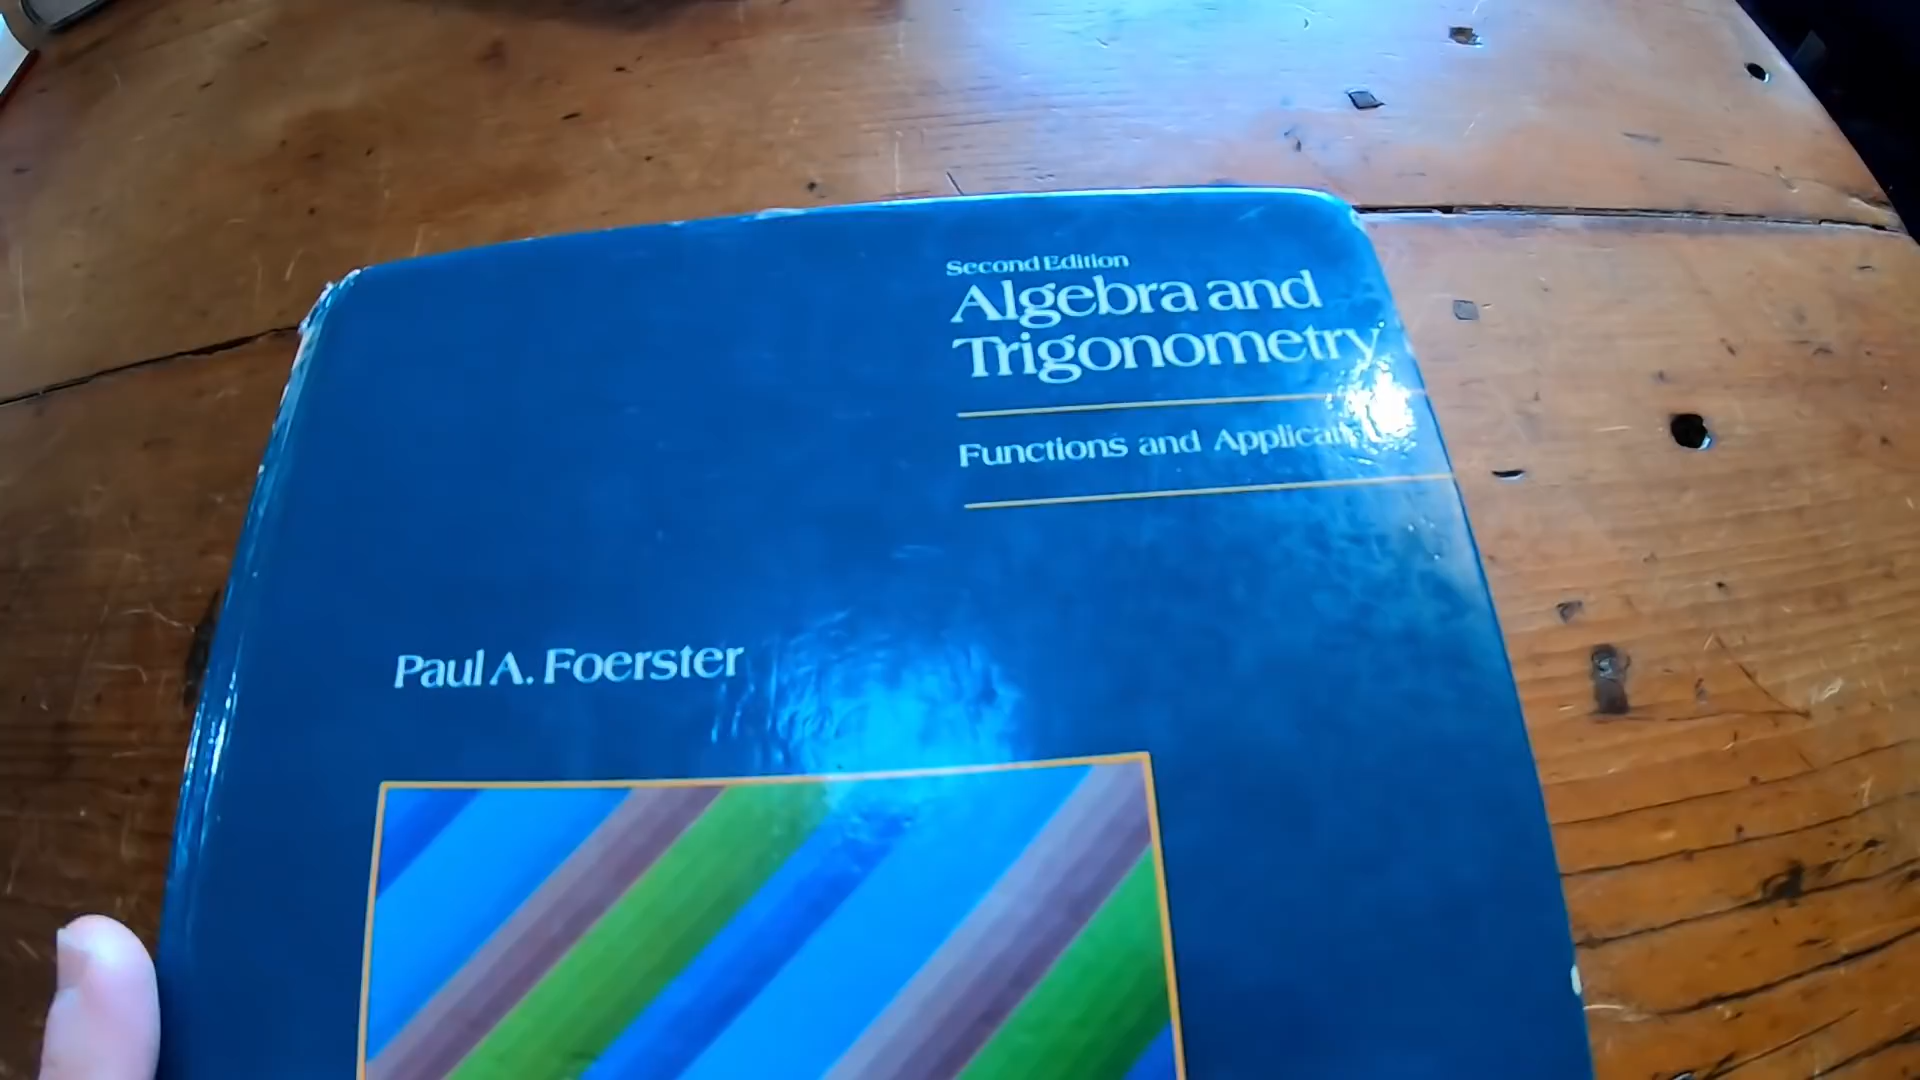 Second Edition
Algebra and
Trigonometry
Functions and
Paul A. Foerster